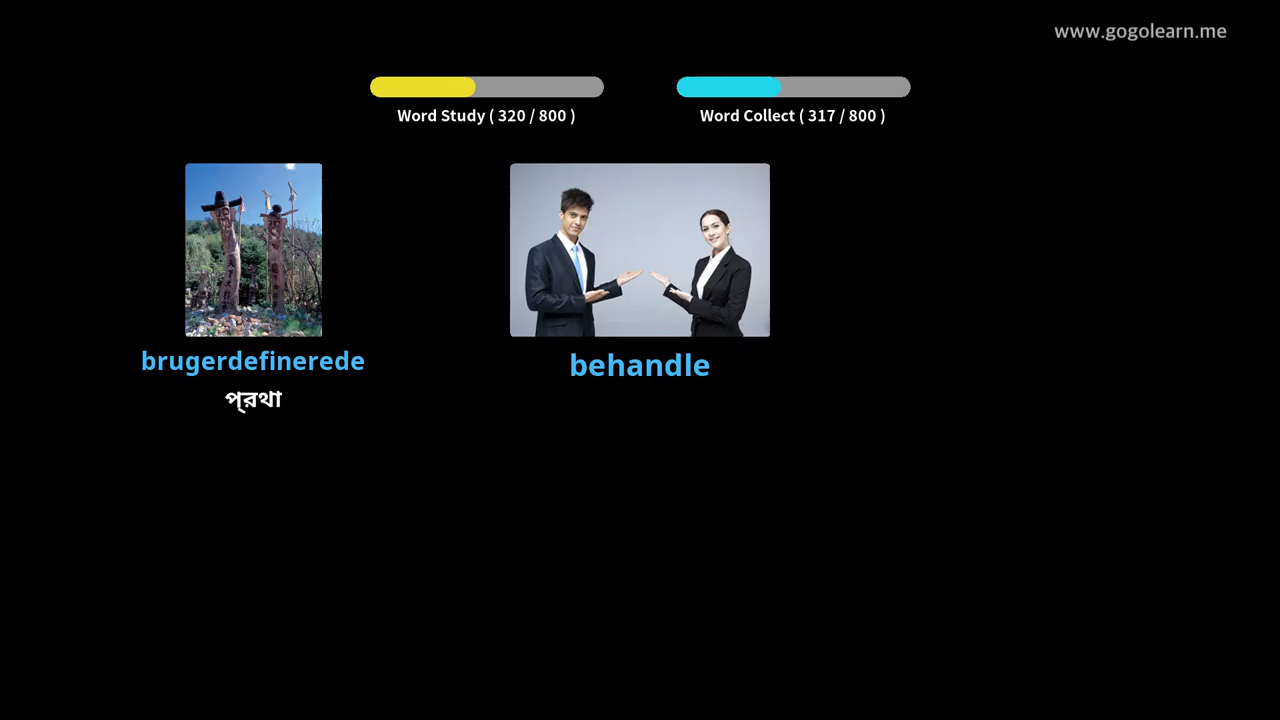 www.gogolearn.me
Word Study ( 320 / 800 )
Word Collect ( 317 / 800 )
brugerdefinerede
প্রথা
behandle